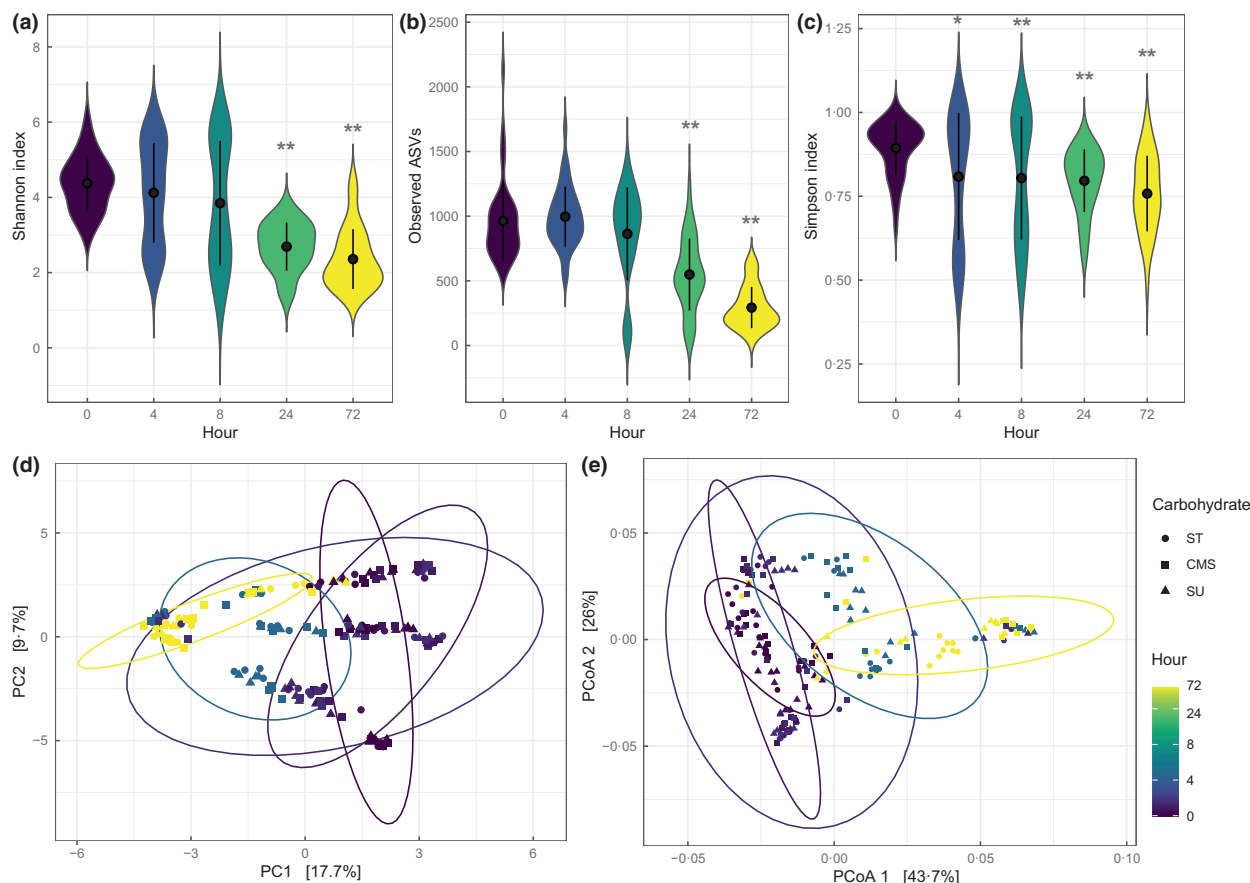 (a)
(b)
(c)
Shannon index
8
6
4
2
0
**
**
0
4
8
24
72
Hour
Observed ASVs
2500
2000
1500
1000
500
0
**
**
0
4
8
24
72
Hour
Simpson index
1·25
1·00
0·75
0·50
0·25
*
**
**
**
0
4
8
24
72
Hour
(d)
PC2 [9·7%]
5
0
−5
−6
−3
0
3
6
PC1 [17.7%]
(e)
PCoA 2 [26%]
0·05
0·00
−0·05
−0·05
0·00
0·05
0·10
PCoA 1 [43·7%]
Carbohydrate
ST
CMS
SU
Hour
72
24
8
4
0